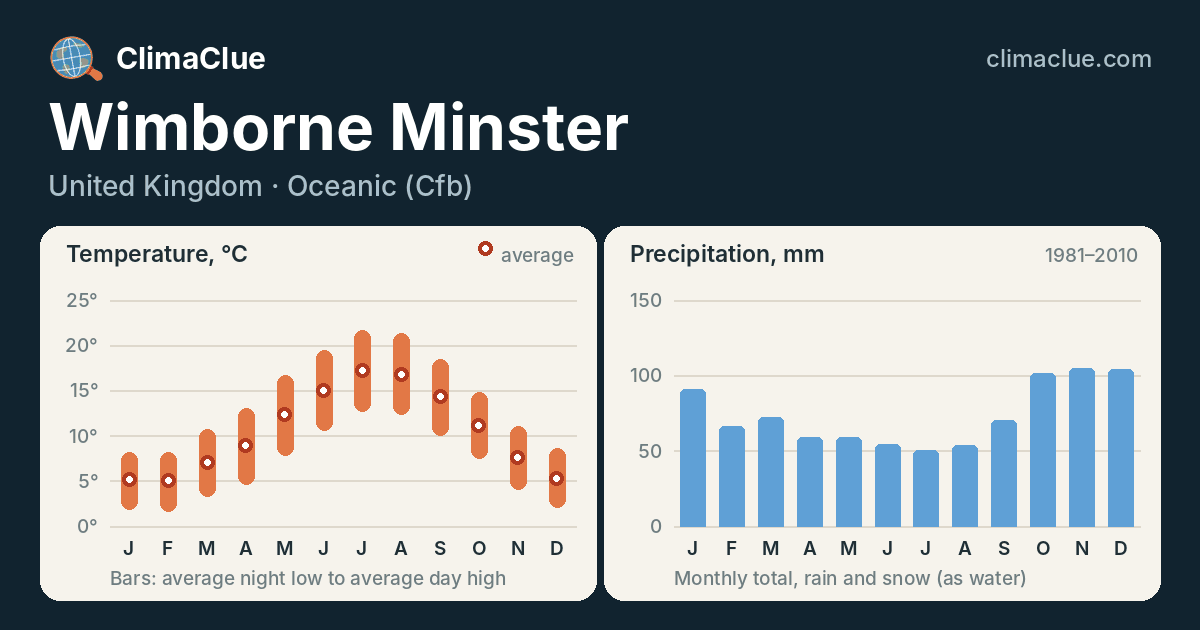 ClimaClue
climaclue.com
Wimborne Minster
United Kingdom · Oceanic (Cfb)
Temperature, °C
average
25°
20°
15°
10°
5°
0°
J F M A M J J A S O N D
Bars: average night low to average day high
Precipitation, mm
1981–2010
150
100
50
0
J F M A M J J A S O N D
Monthly total, rain and snow (as water)